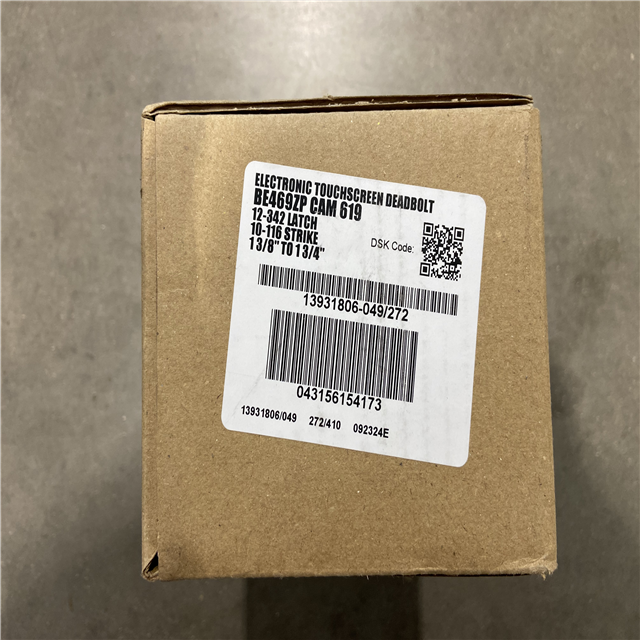 ELECTRONIC TOUCHSCREEN DEADBOLT
BE469ZP CAM 619
12-342 LATCH
10-116 STRIKE
1 3/8" TO 1 3/4"
DSK Code:
13931806-049/272
043156154173
13931806/049 272/410 092324E